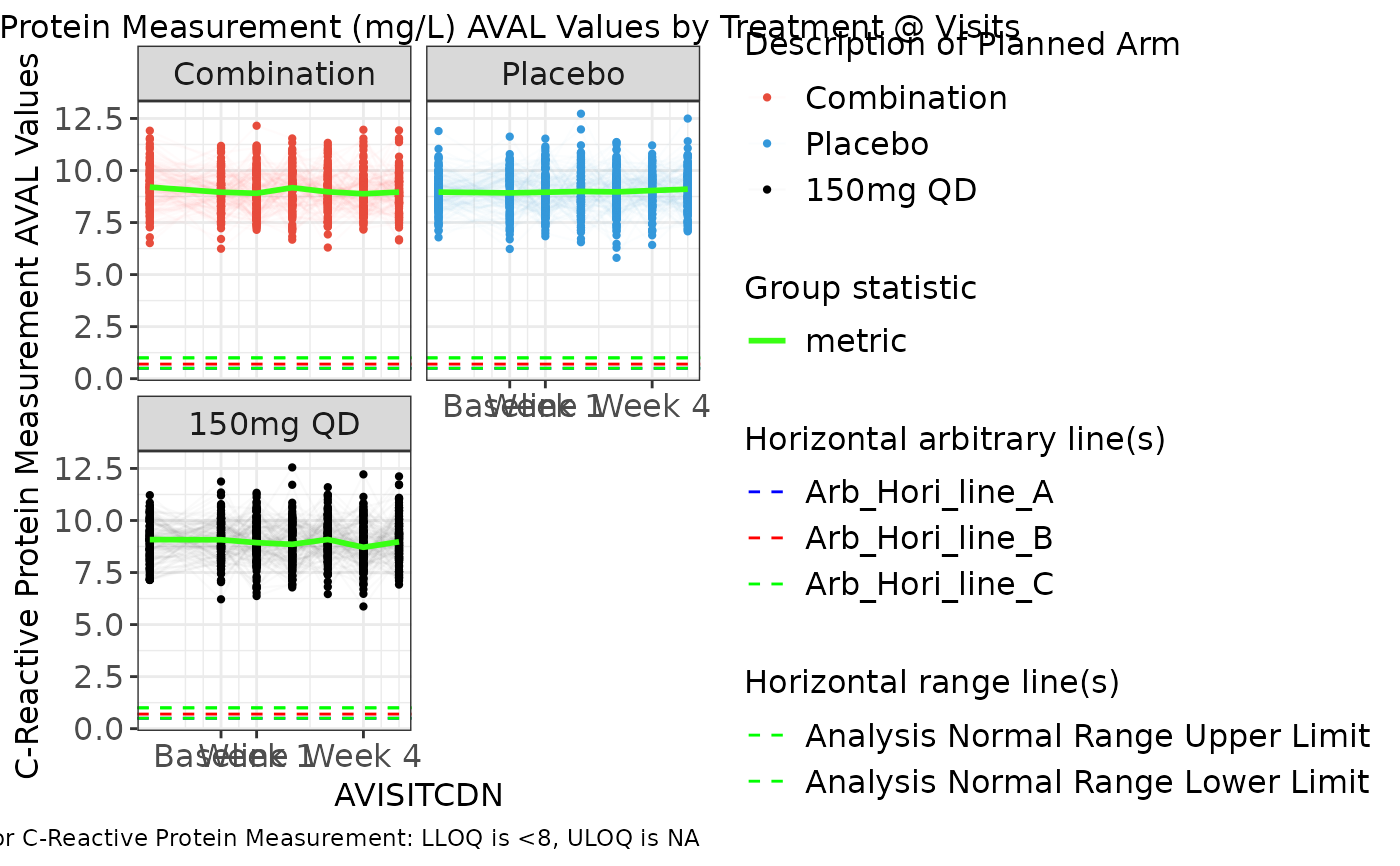 Protein Measurement (mg/L) AVAL Values by Treatment @ Visits
C-Reactive Protein Measurement AVAL Values
Combination
Placebo
12.5
10.0
7.5
5.0
2.5
0.0
Baseline
Week 1
Week 4
150mg QD
12.5
10.0
7.5
5.0
2.5
0.0
Baseline
Week 1
Week 4
AVISITCDN
or C-Reactive Protein Measurement: LLOQ is <8, ULOQ is NA
Description of Planned Arm
Combination
Placebo
150mg QD
Group statistic
metric
Horizontal arbitrary line(s)
Arb_Hori_line_A
Arb_Hori_line_B
Arb_Hori_line_C
Horizontal range line(s)
Analysis Normal Range Upper Limit
Analysis Normal Range Lower Limit